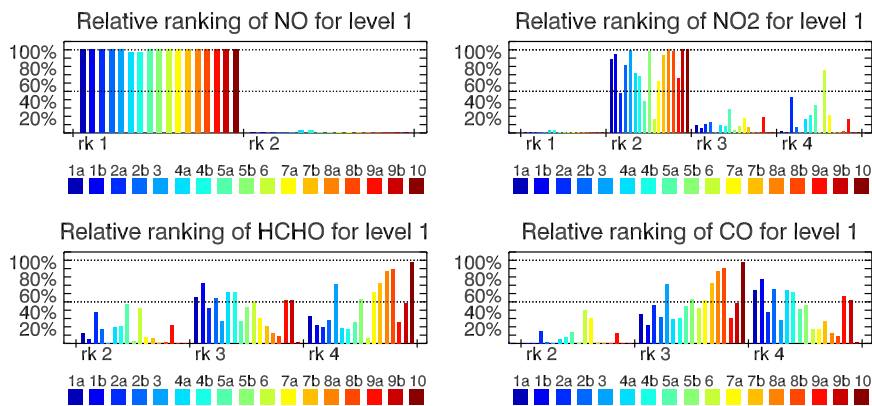 Relative ranking of NO for level 1
100%
80%
60%
40%
20%
rk 1 rk 2
1a 1b 2a 2b 3 4a 4b 5a 5b 6 7a 7b 8a 8b 9a 9b 10
Relative ranking of NO2 for level 1
100%
80%
60%
40%
20%
rk 1 rk 2 rk 3 rk 4
1a 1b 2a 2b 3 4a 4b 5a 5b 6 7a 7b 8a 8b 9a 9b 10
Relative ranking of HCHO for level 1
100%
80%
60%
40%
20%
rk 2 rk 3 rk 4
1a 1b 2a 2b 3 4a 4b 5a 5b 6 7a 7b 8a 8b 9a 9b 10
Relative ranking of CO for level 1
100%
80%
60%
40%
20%
rk 2 rk 3 rk 4
1a 1b 2a 2b 3 4a 4b 5a 5b 6 7a 7b 8a 8b 9a 9b 10